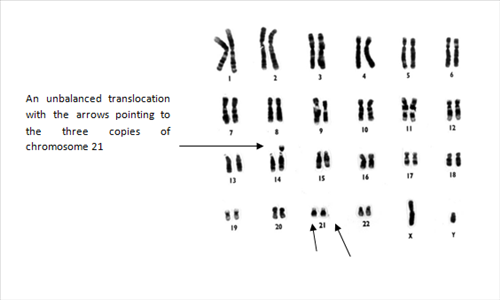 An unbalanced translocation
with the arrows pointing to
the three copies of
chromosome 21
1 2 3 4 5 6
7 8 9 10 11 12
13 14 15 16 17 18
19 20 21 22 X Y